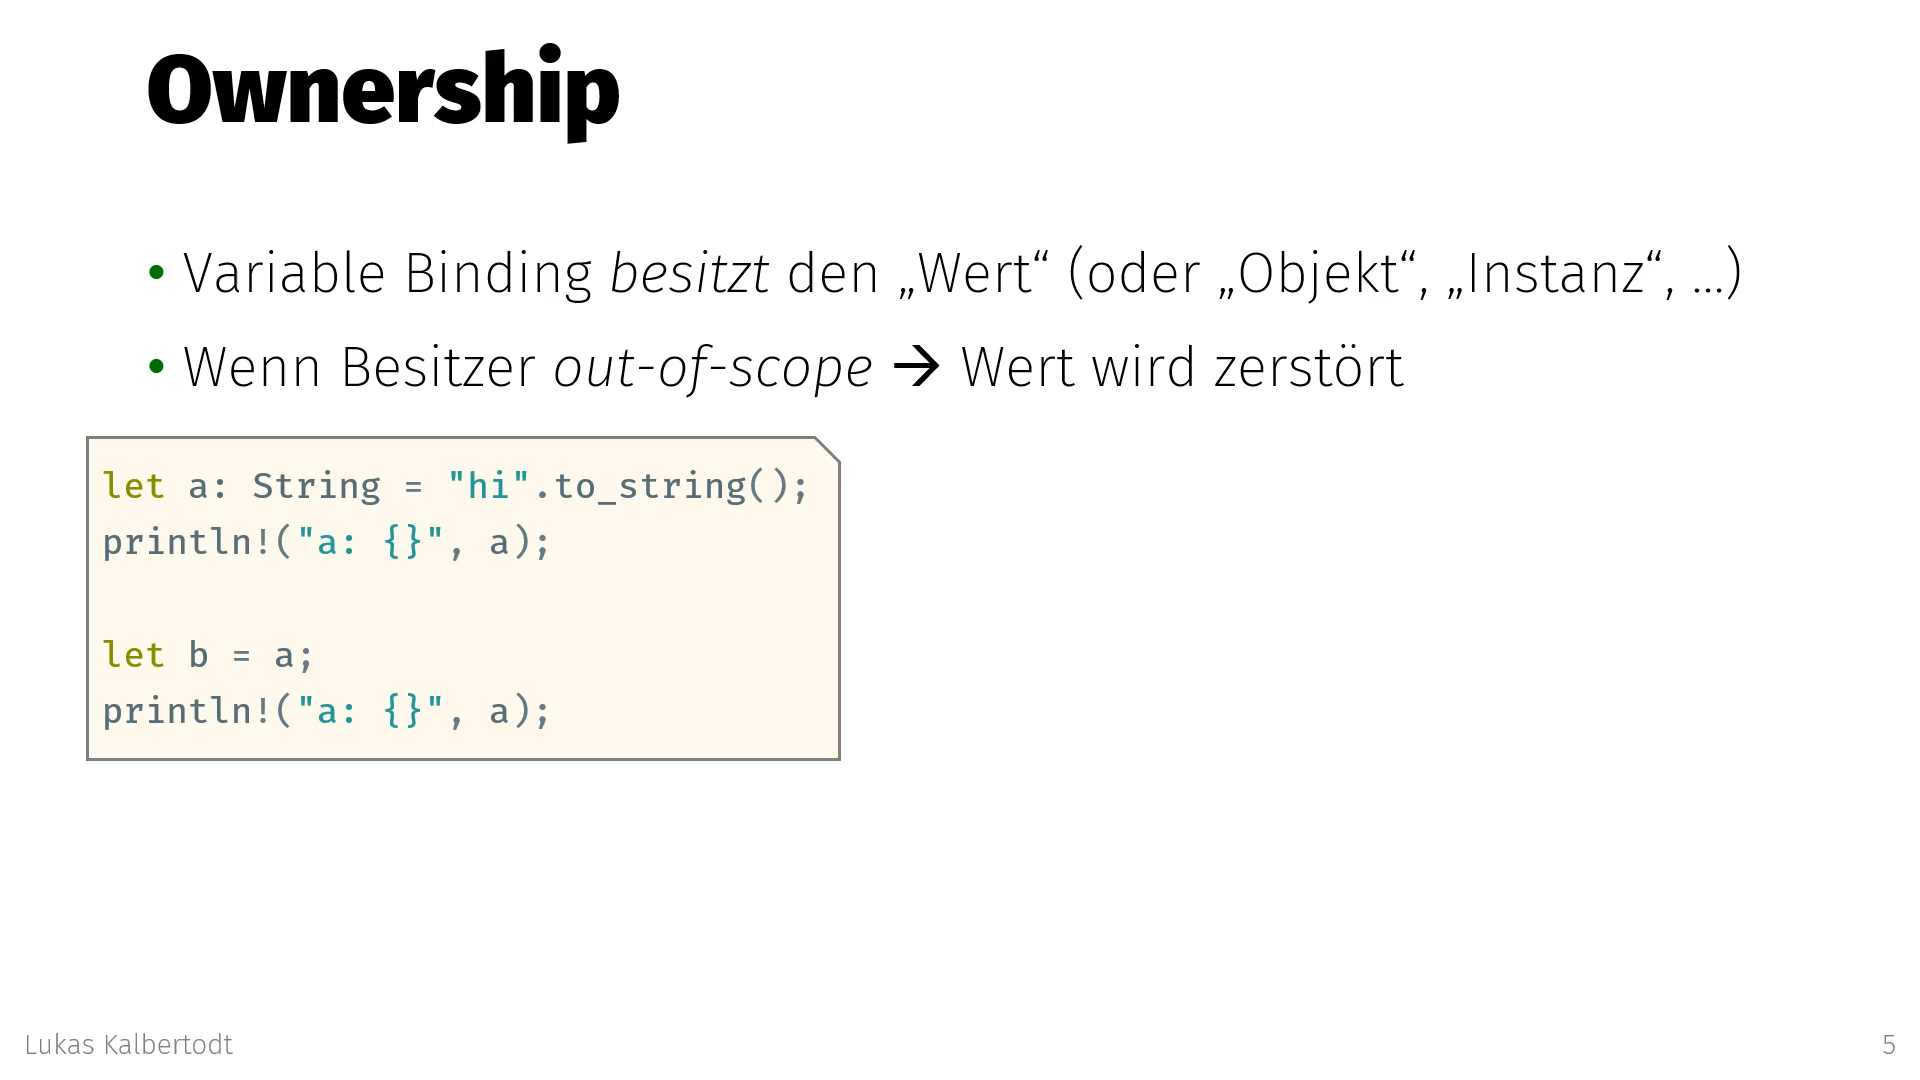 Ownership
• Variable Binding besitzt den „Wert“ (oder „Objekt“, „Instanz“, …)
• Wenn Besitzer out-of-scope → Wert wird zerstört
let a: String = "hi".to_string();
println!("a: {}", a);
let b = a;
println!("a: {}", a);
Lukas Kalbertodt
5